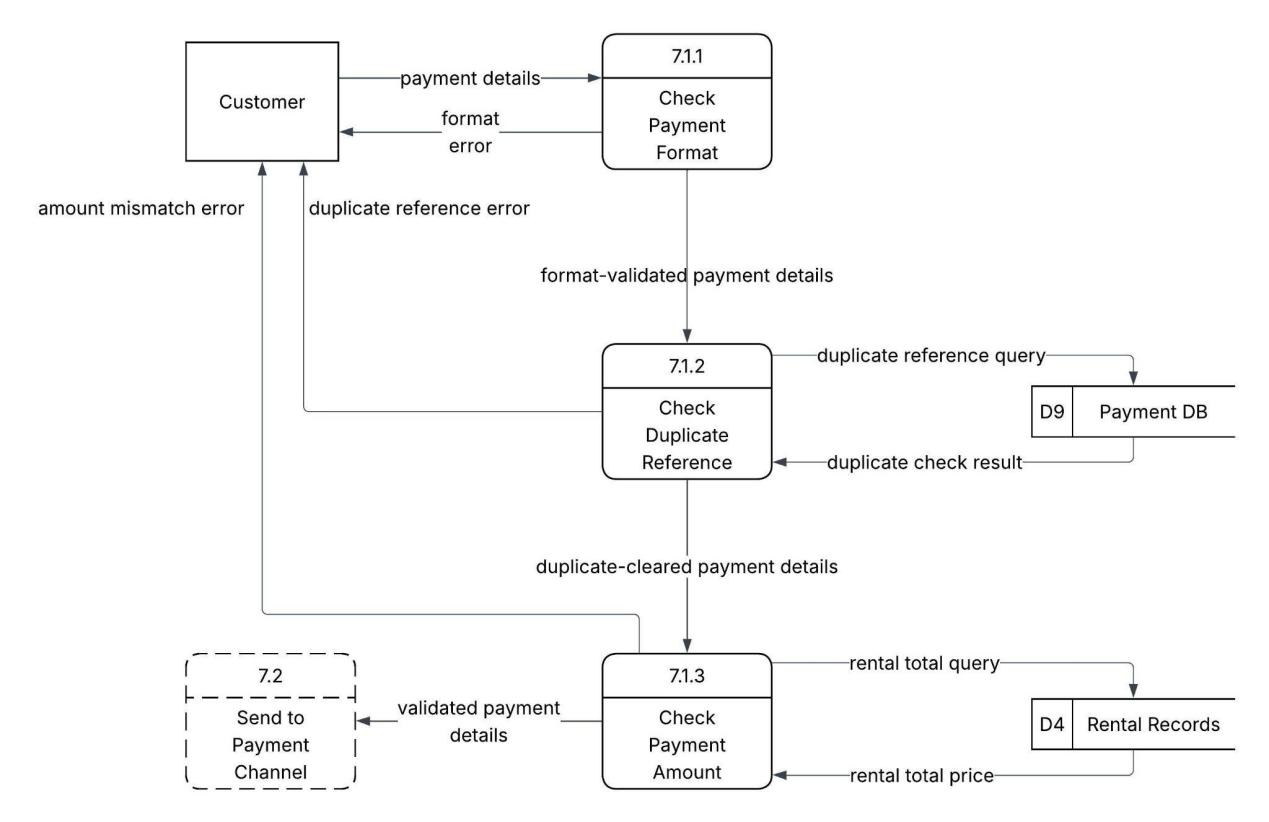 Customer
payment details
7.1.1
Check
Payment
Format
format
error
amount mismatch error
duplicate reference error
format-validated payment details
7.1.2
Check
Duplicate
Reference
duplicate reference query
D9
Payment DB
duplicate check result
duplicate-cleared payment details
7.2
Send to
Payment
Channel
validated payment
details
7.1.3
Check
Payment
Amount
rental total query
D4
Rental Records
rental total price